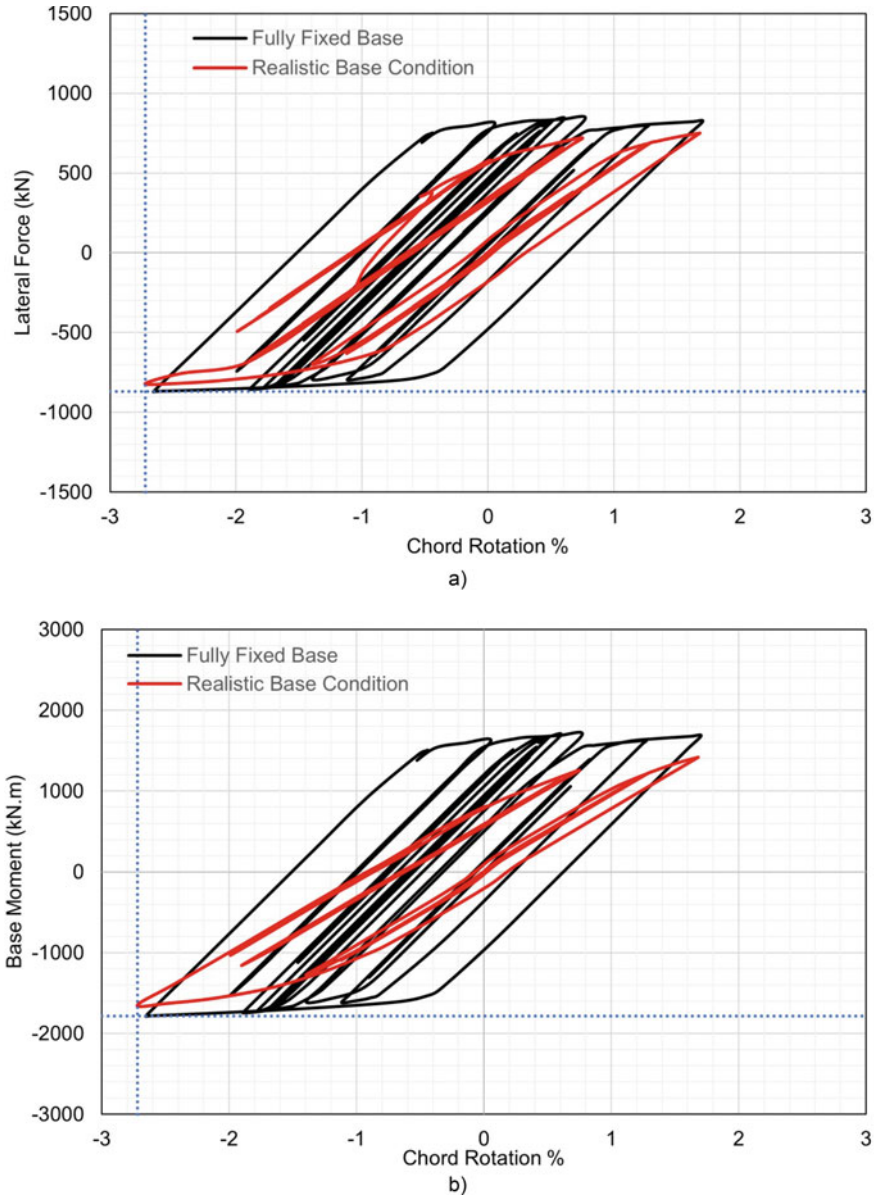 1500
1000
500
0
-500
-1000
-1500
Lateral Force (kN)
Fully Fixed Base
Realistic Base Condition
-3 -2 -1 0 1 2 3
Chord Rotation %
a)
3000
2000
1000
0
-1000
-2000
-3000
Base Moment (kN.m)
Fully Fixed Base
Realistic Base Condition
-3 -2 -1 0 1 2 3
Chord Rotation %
b)